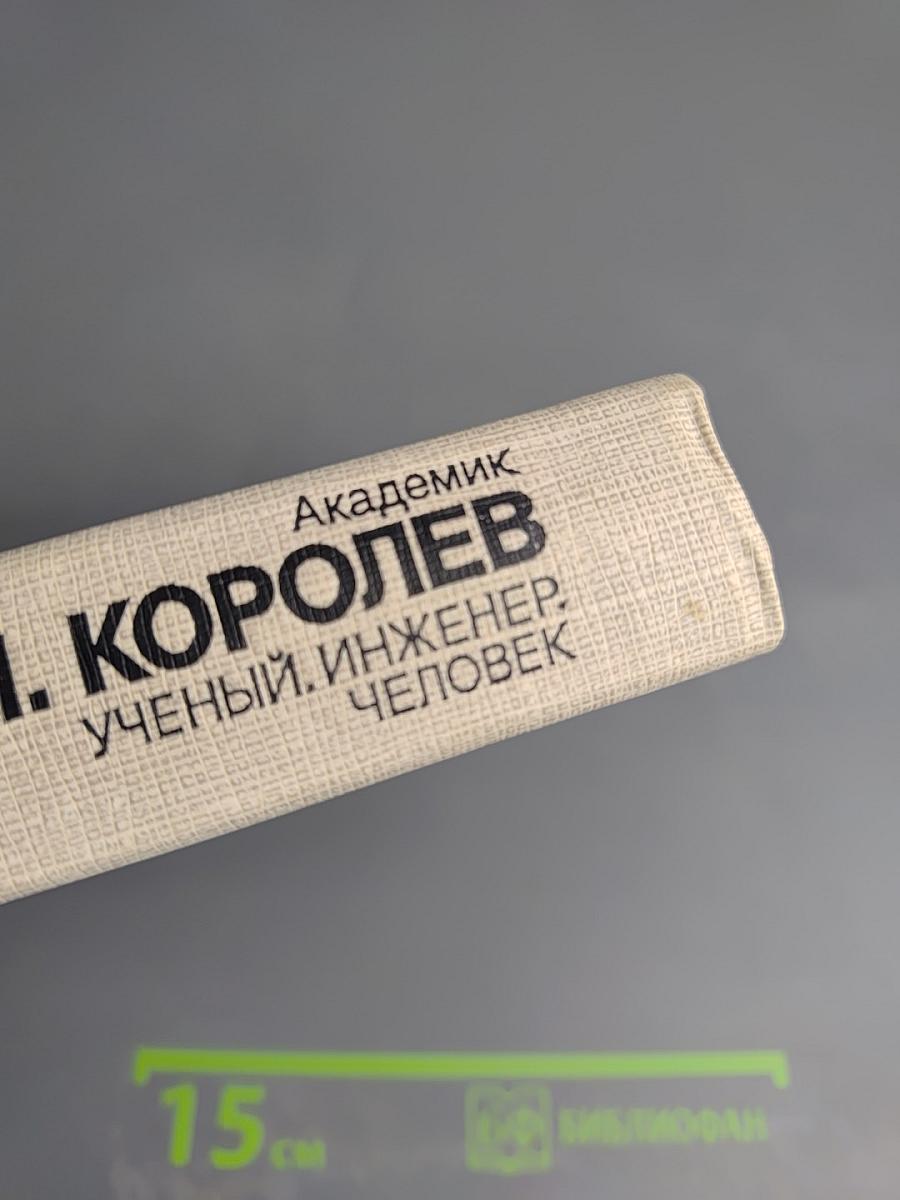 Академик
. КОРОЛЕВ
УЧЕНЫЙ. ИНЖЕНЕР.
ЧЕЛОВЕК
15 см
БИБЛИОФАН